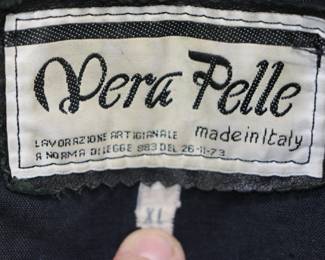 Vera Pelle
LAVORAZIONE ARTIGIANALE
A NORMA DI LEGGE 883 DEL 26-11-73
made in Italy
XL